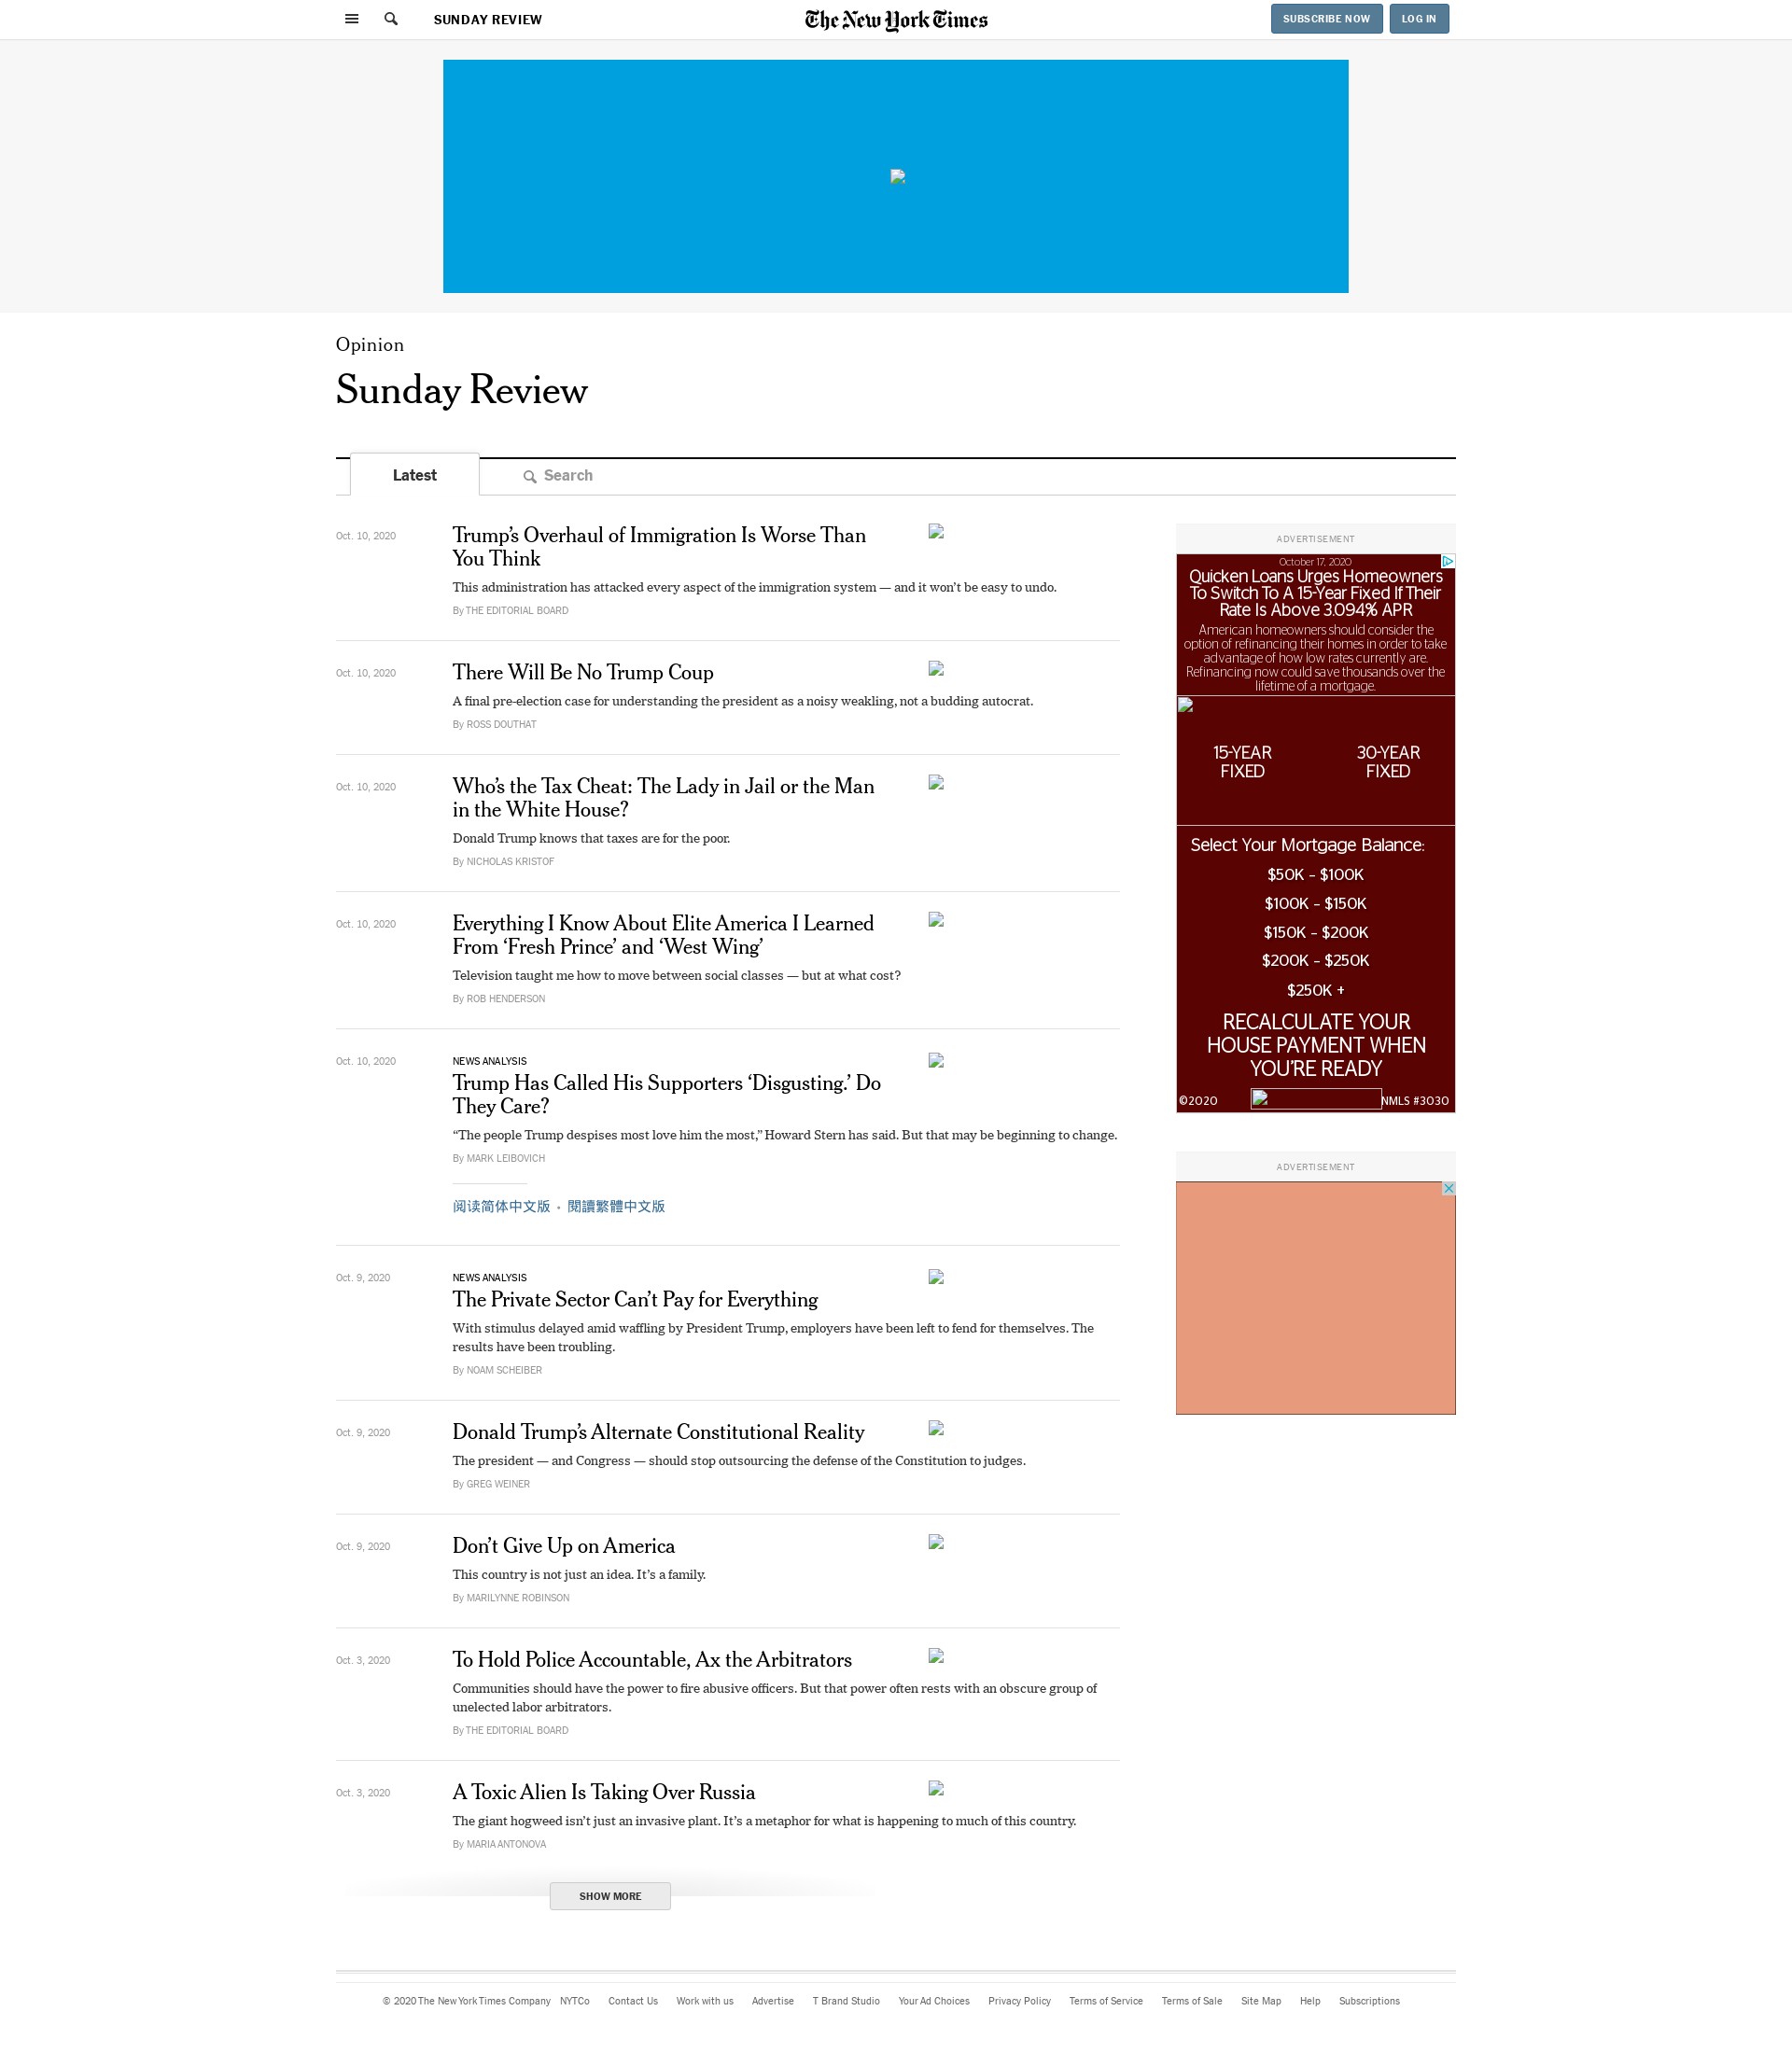 SUNDAY REVIEW
The New York Times
SUBSCRIBE NOW
LOG IN
Opinion
Sunday Review
Latest
Search
Oct. 10, 2020
Trump’s Overhaul of Immigration Is Worse Than
You Think
This administration has attacked every aspect of the immigration system — and it won’t be easy to undo.
By THE EDITORIAL BOARD
Oct. 10, 2020
There Will Be No Trump Coup
A final pre-election case for understanding the president as a noisy weakling, not a budding autocrat.
By ROSS DOUTHAT
Oct. 10, 2020
Who’s the Tax Cheat: The Lady in Jail or the Man
in the White House?
Donald Trump knows that taxes are for the poor.
By NICHOLAS KRISTOF
Oct. 10, 2020
Everything I Know About Elite America I Learned
From ‘Fresh Prince’ and ‘West Wing’
Television taught me how to move between social classes — but at what cost?
By ROB HENDERSON
Oct. 10, 2020
NEWS ANALYSIS
Trump Has Called His Supporters ‘Disgusting.’ Do
They Care?
“The people Trump despises most love him the most,” Howard Stern has said. But that may be beginning to change.
By MARK LEIBOVICH
阅读简体中文版 • 閱讀繁體中文版
Oct. 9, 2020
NEWS ANALYSIS
The Private Sector Can’t Pay for Everything
With stimulus delayed amid waffling by President Trump, employers have been left to fend for themselves. The
results have been troubling.
By NOAM SCHEIBER
Oct. 9, 2020
Donald Trump’s Alternate Constitutional Reality
The president — and Congress — should stop outsourcing the defense of the Constitution to judges.
By GREG WEINER
Oct. 9, 2020
Don’t Give Up on America
This country is not just an idea. It’s a family.
By MARILYNNE ROBINSON
Oct. 3, 2020
To Hold Police Accountable, Ax the Arbitrators
Communities should have the power to fire abusive officers. But that power often rests with an obscure group of
unelected labor arbitrators.
By THE EDITORIAL BOARD
Oct. 3, 2020
A Toxic Alien Is Taking Over Russia
The giant hogweed isn’t just an invasive plant. It’s a metaphor for what is happening to much of this country.
By MARIA ANTONOVA
SHOW MORE
ADVERTISEMENT
October 17, 2020
Quicken Loans Urges Homeowners
To Switch To A 15-Year Fixed If Their
Rate Is Above 3.094% APR
American homeowners should consider the
option of refinancing their homes in order to take
advantage of how low rates currently are.
Refinancing now could save thousands over the
lifetime of a mortgage.
15-YEAR
FIXED
30-YEAR
FIXED
Select Your Mortgage Balance:
$50K - $100K
$100K - $150K
$150K - $200K
$200K - $250K
$250K +
RECALCULATE YOUR
HOUSE PAYMENT WHEN
YOU’RE READY
©2020
NMLS #3030
ADVERTISEMENT
© 2020 The New York Times Company NYTCo Contact Us Work with us Advertise T Brand Studio Your Ad Choices Privacy Policy Terms of Service Terms of Sale Site Map Help Subscriptions